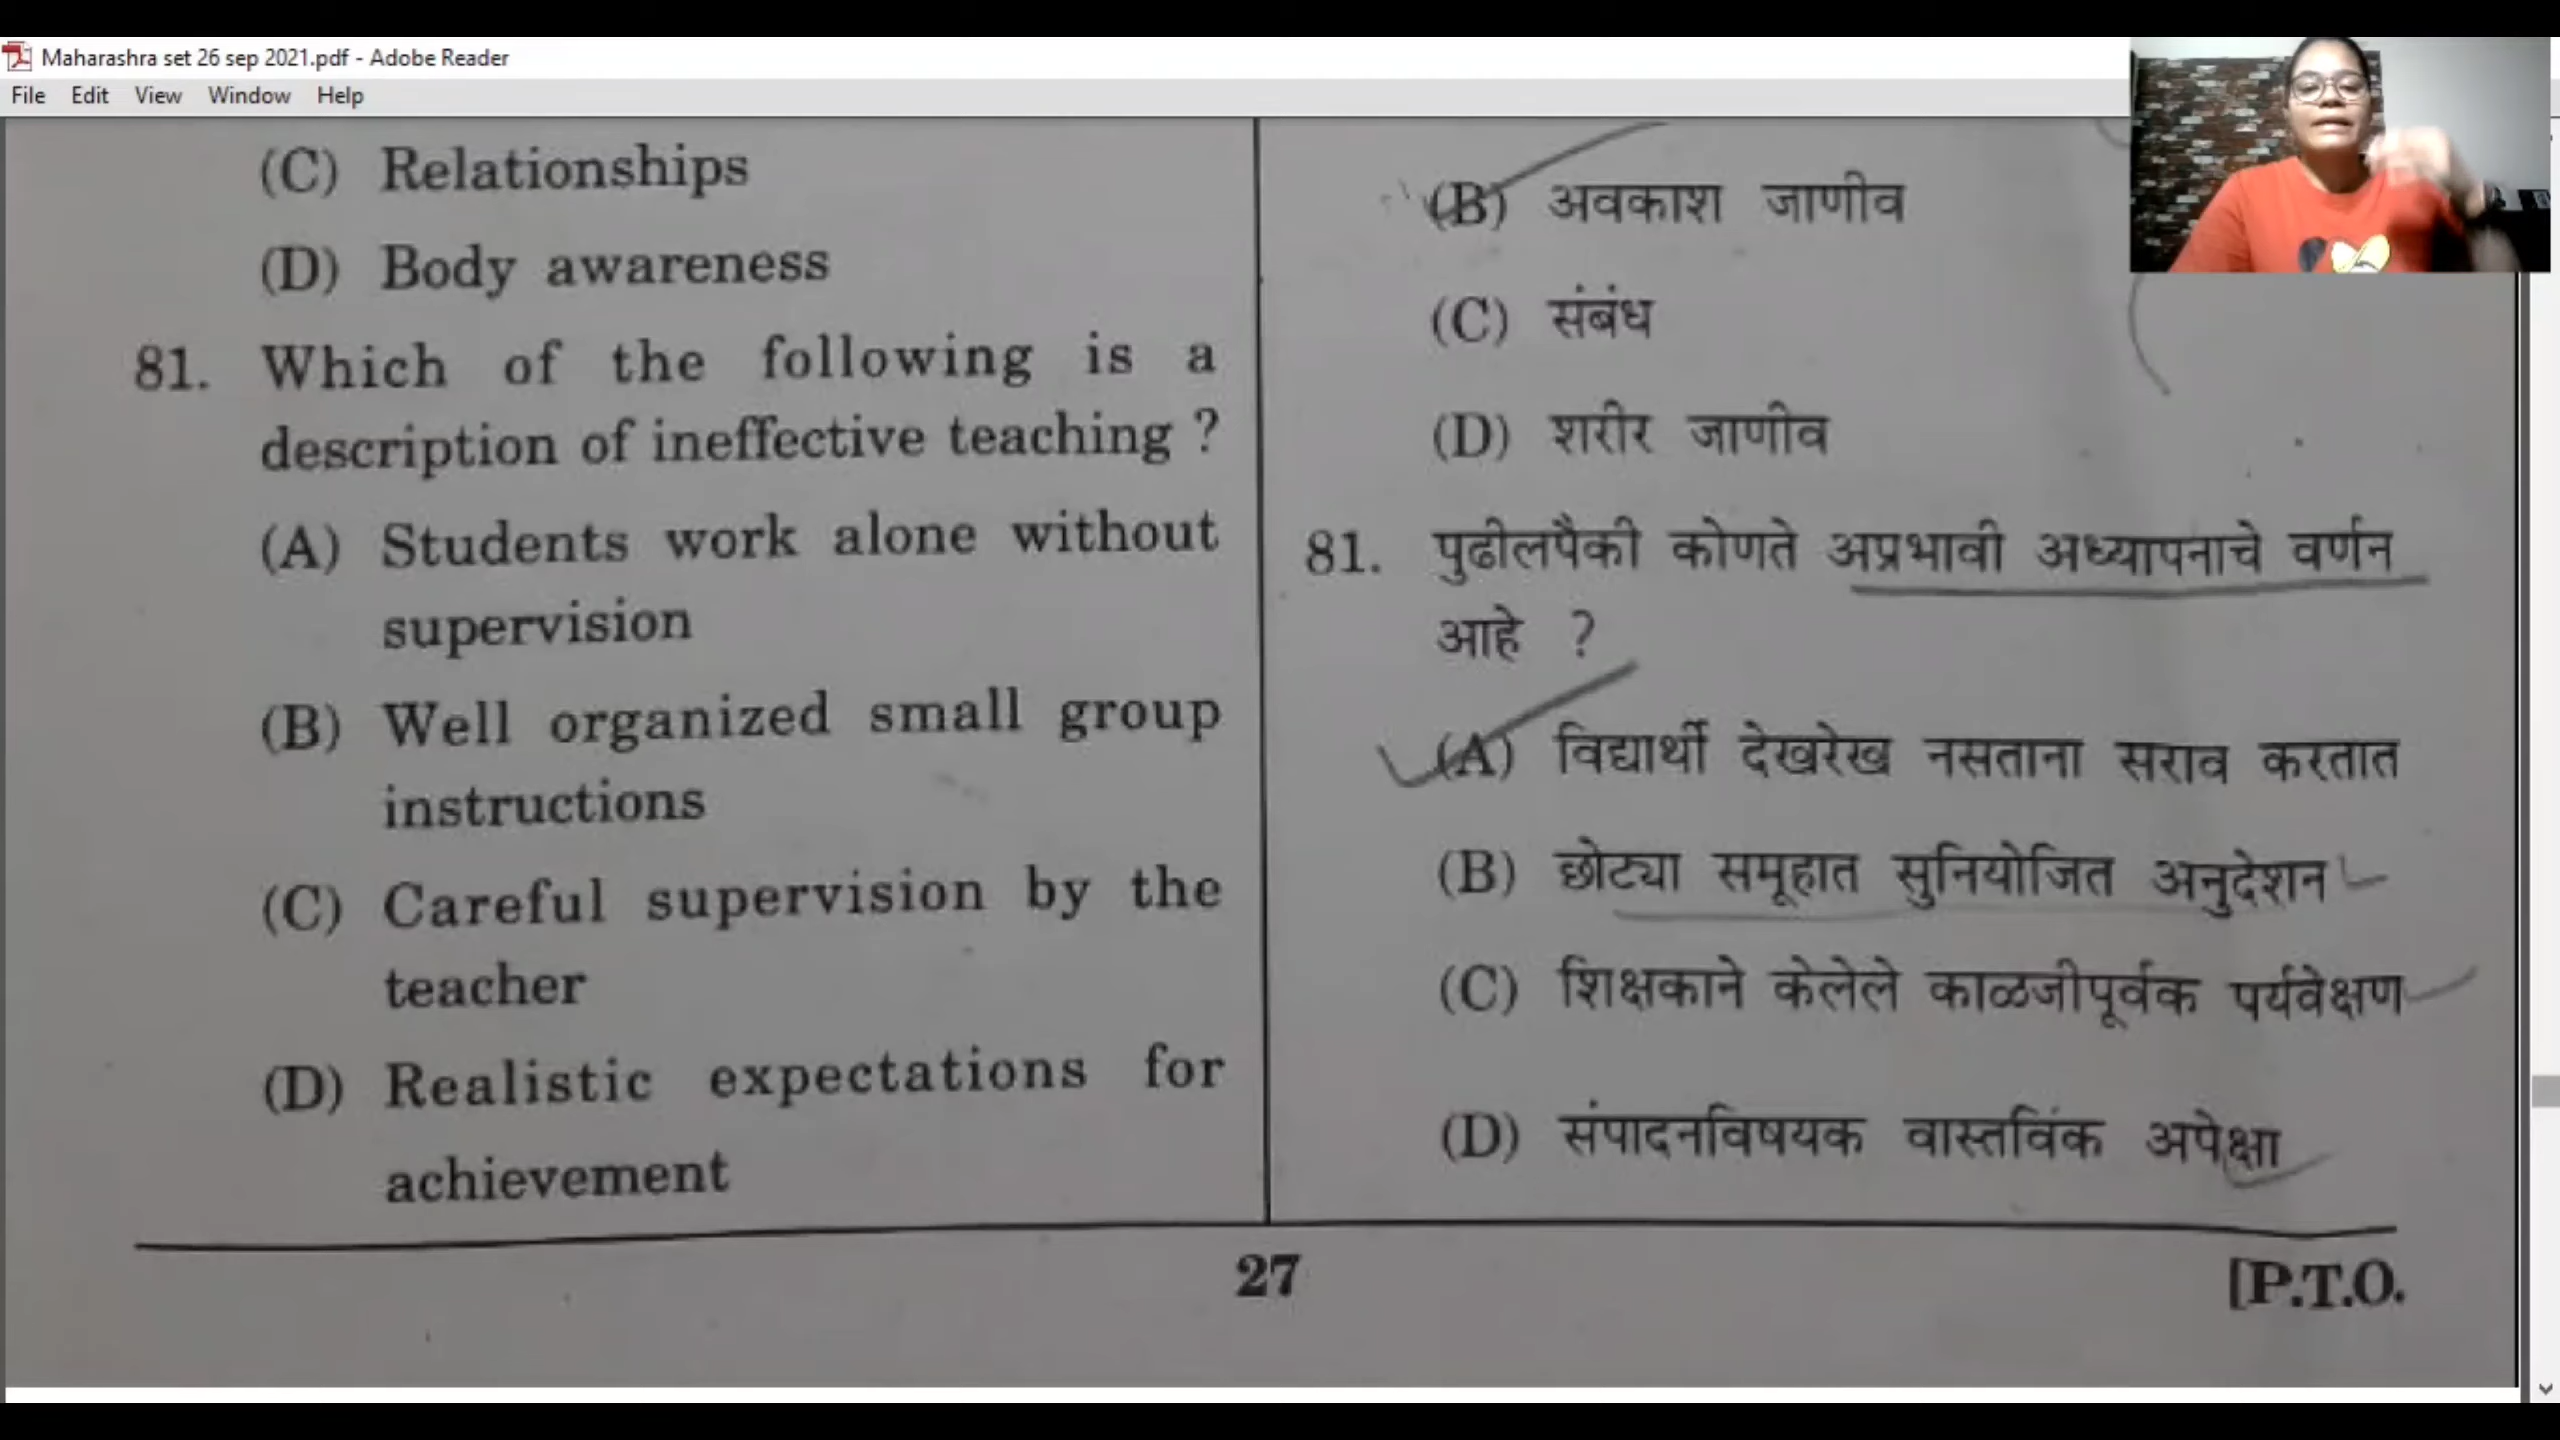 Maharashra set 26 sep 2021.pdf - Adobe Reader
File Edit View Window Help
(C) Relationships
(D) Body awareness
81. Which of the following is a
description of ineffective teaching ?
(A) Students work alone without
supervision
(B) Well organized small group
instructions
(C) Careful supervision by the
teacher
(D) Realistic expectations for
achievement
(B) अवकाश जाणीव
(C) संबंध
(D) शरीर जाणीव
81. पुढीलपैकी कोणते अप्रभावी अध्यापनाचे वर्णन
आहे ?
(A) विद्यार्थी देखरेख नसताना सराव करतात
(B) छोट्या समूहात सुनियोजित अनुदेशन
(C) शिक्षकाने केलेले काळजीपूर्वक पर्यवेक्षण
(D) संपादनविषयक वास्तविंक अपेक्षा
27
[P.T.O.